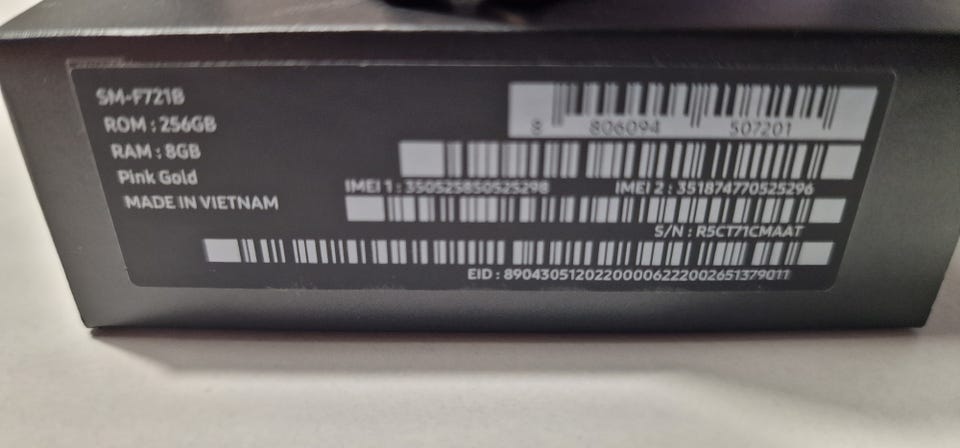 SM-F721B
ROM : 256GB
RAM : 8GB
Pink Gold
MADE IN VIETNAM
8 806094 507201
IMEI 1 : 350525850525298 IMEI 2 : 351874770525296
S/N : R5CT71CMAAT
EID : 89043051202200006222002651379011